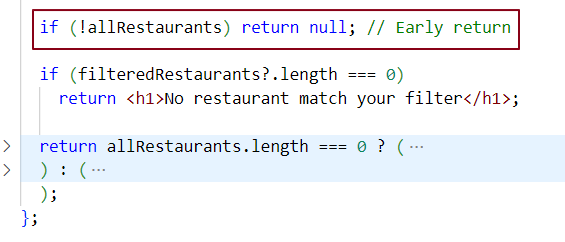 if (!allRestaurants) return null; // Early return
if (filteredRestaurants?.length === 0)
return <h1>No restaurant match your filter</h1>;
> return allRestaurants.length === 0 ? (⋯
> ) : (⋯
);
};